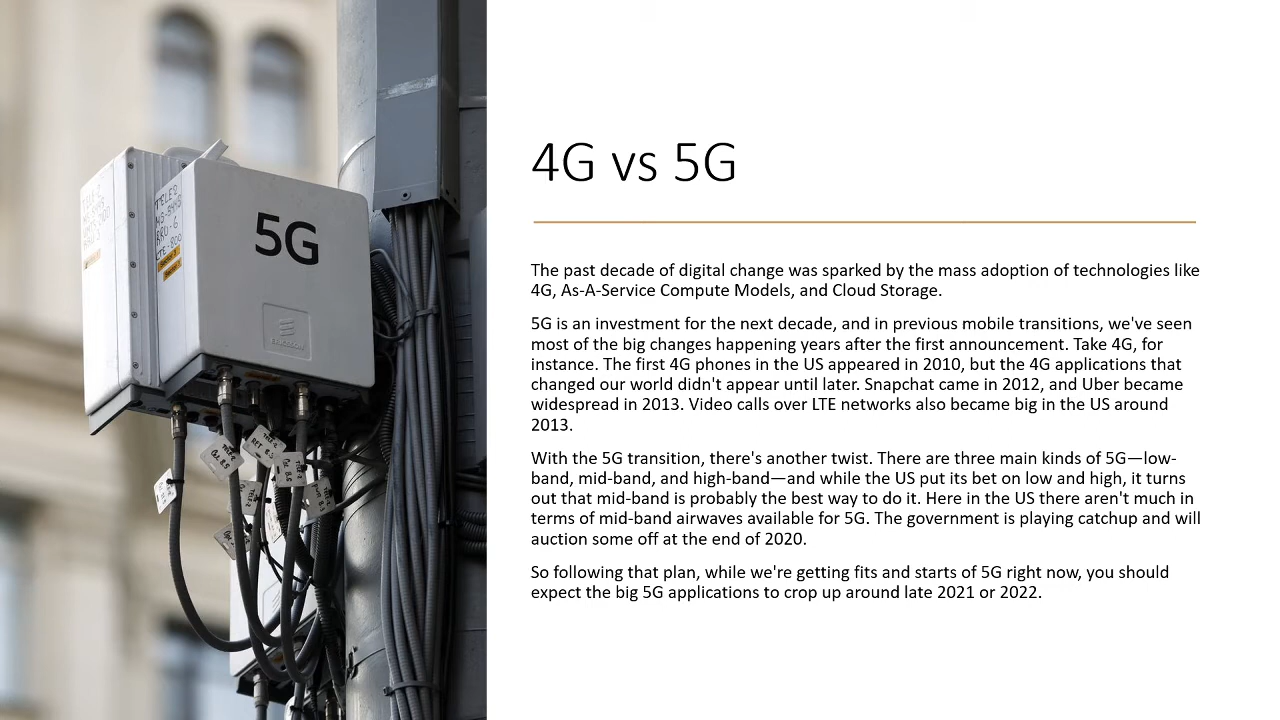 4G vs 5G
The past decade of digital change was sparked by the mass adoption of technologies like
4G, As-A-Service Compute Models, and Cloud Storage.
5G is an investment for the next decade, and in previous mobile transitions, we've seen
most of the big changes happening years after the first announcement. Take 4G, for
instance. The first 4G phones in the US appeared in 2010, but the 4G applications that
changed our world didn't appear until later. Snapchat came in 2012, and Uber became
widespread in 2013. Video calls over LTE networks also became big in the US around
2013.
With the 5G transition, there's another twist. There are three main kinds of 5G—low-
band, mid-band, and high-band—and while the US put its bet on low and high, it turns
out that mid-band is probably the best way to do it. Here in the US there aren't much in
terms of mid-band airwaves available for 5G. The government is playing catchup and will
auction some off at the end of 2020.
So following that plan, while we're getting fits and starts of 5G right now, you should
expect the big 5G applications to crop up around late 2021 or 2022.
5G
ERICSSON
TELE2